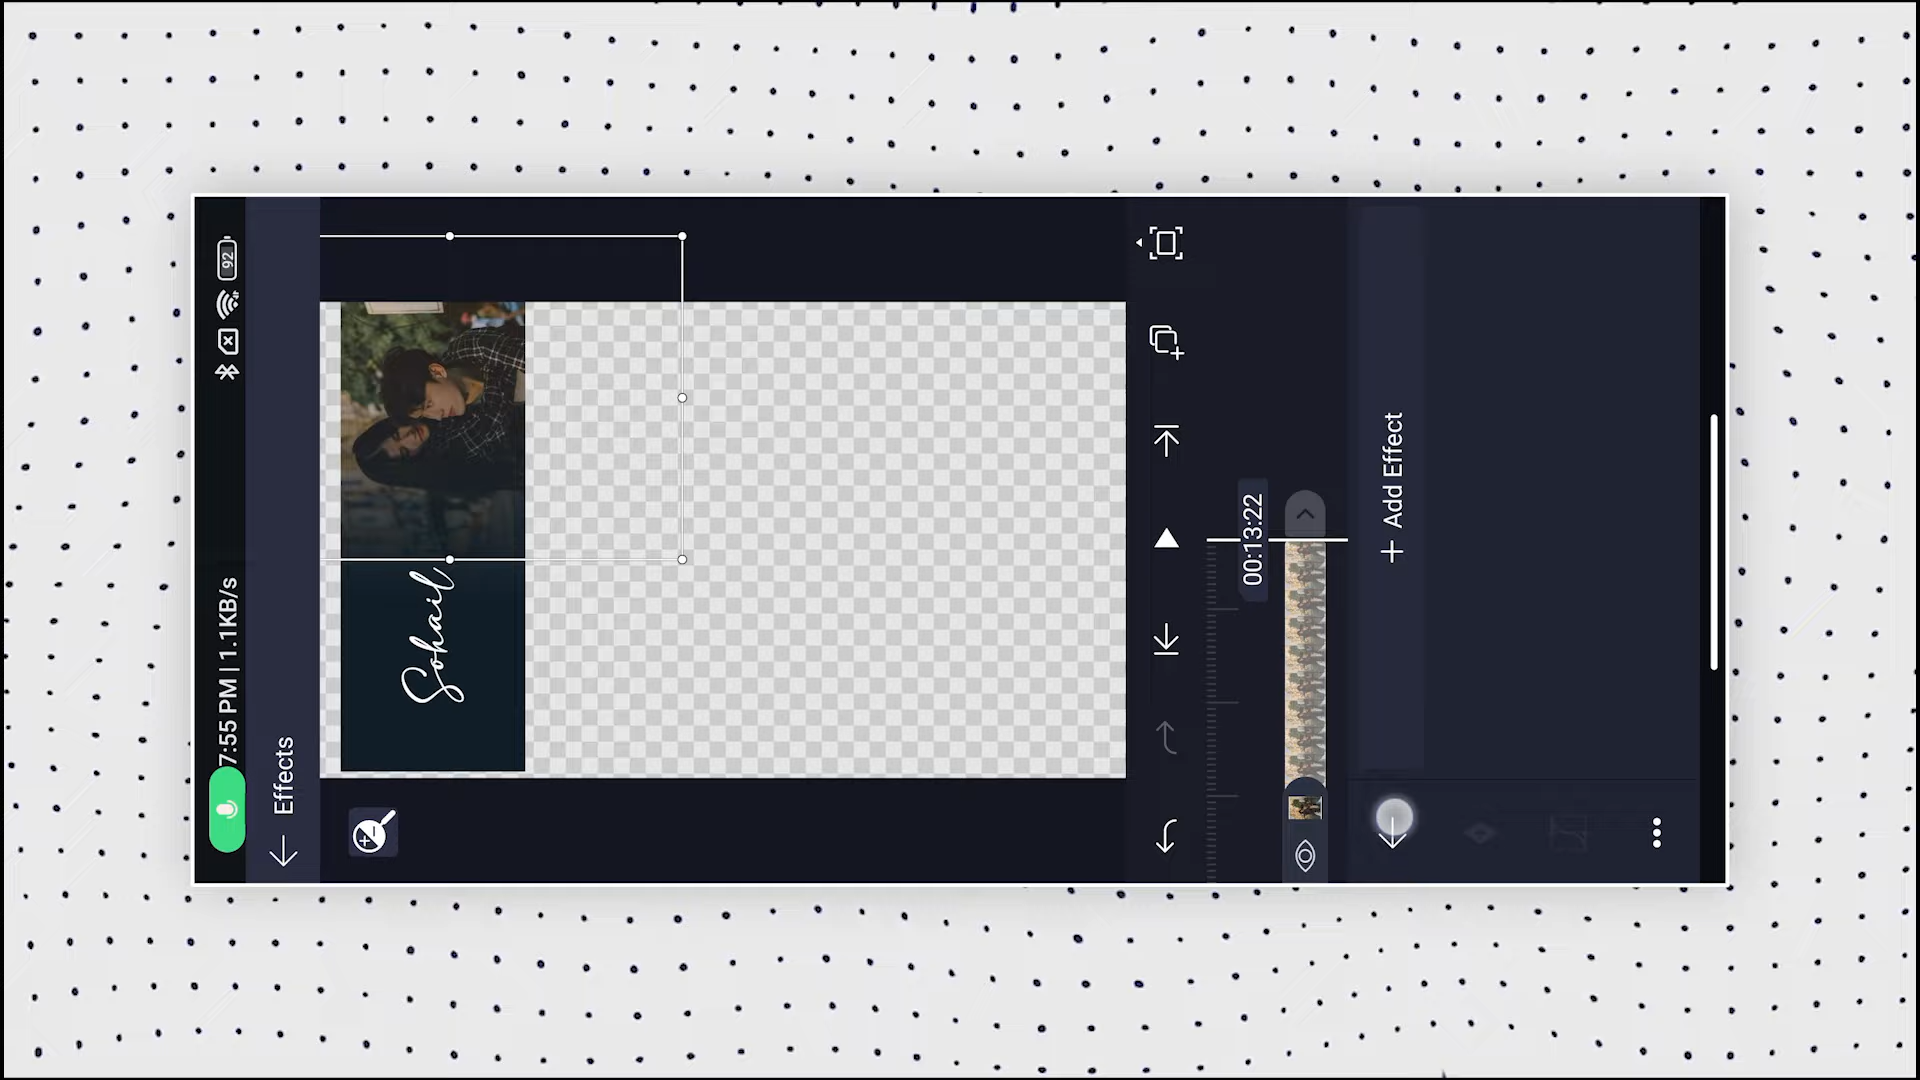 7:55 PM | 1.1KB/s
92
Effects
Sohail
00:13:22
+ Add Effect